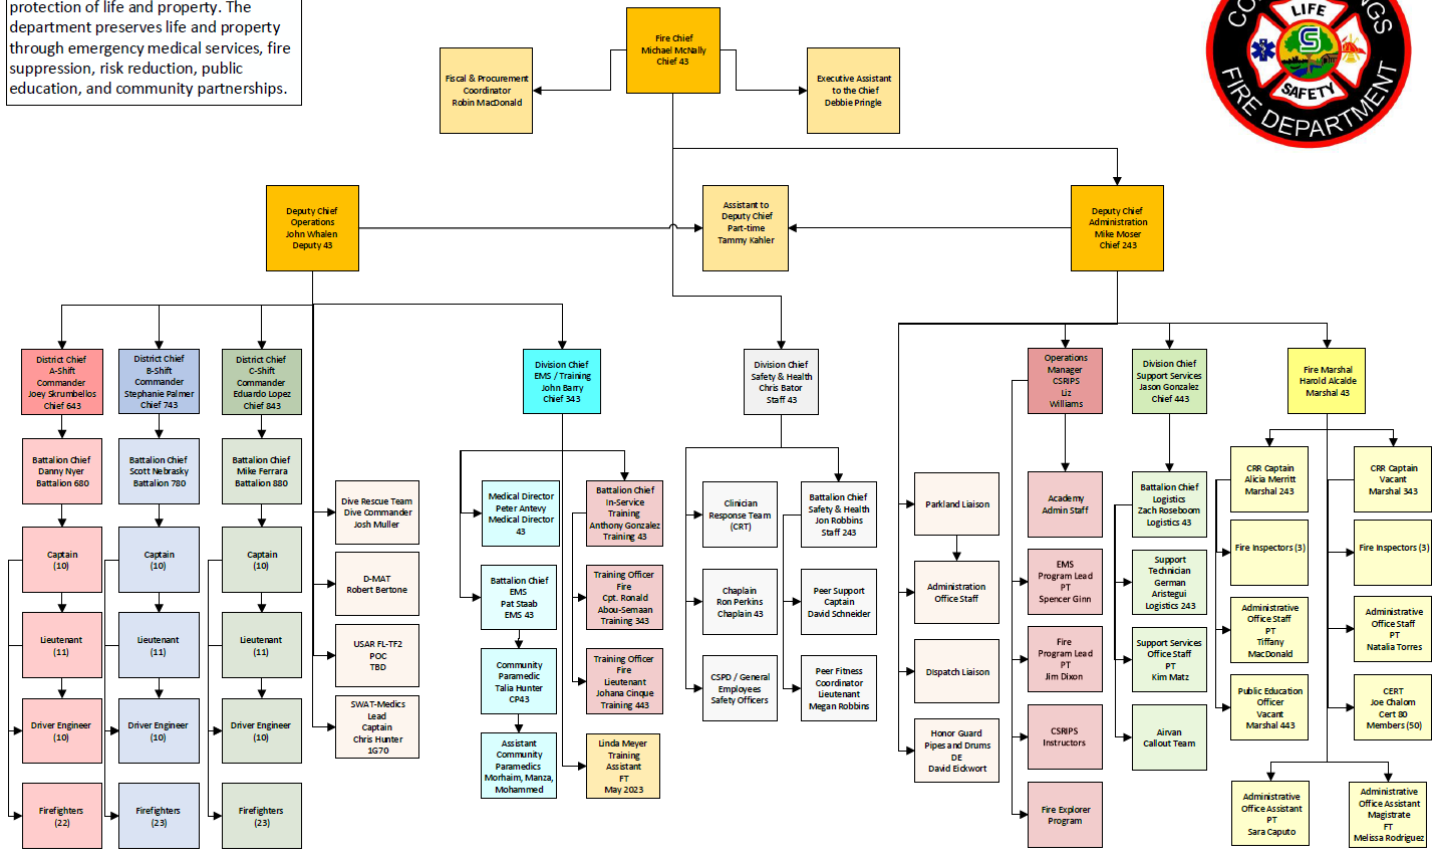 protection of life and property. The
department preserves life and property
through emergency medical services, fire
suppression, risk reduction, public
education, and community partnerships.
Fire Chief
Michael McNally
Chief 43
Fiscal & Procurement
Coordinator
Robin MacDonald
Executive Assistant
to the Chief
Debbie Pringle
LIFE
SAFETY
FIRE DEPARTMENT
Deputy Chief
Operations
John Whalen
Deputy 43
Assistant to
Deputy Chief
Part-time
Tammy Kahler
Deputy Chief
Administration
Mike Moser
Chief 243
District Chief
A-Shift
Commander
Joey Skrumbellos
Chief 643
District Chief
B-Shift
Commander
Stephanie Palmer
Chief 743
District Chief
C-Shift
Commander
Eduardo Lopez
Chief 843
Division Chief
EMS / Training
John Barry
Chief 343
Division Chief
Safety & Health
Chris Bator
Staff 43
Operations
Manager
CSRIPS
Liz
Williams
Division Chief
Support Services
Jason Gonzalez
Chief 443
Fire Marshal
Harold Alcalde
Marshal 43
Battalion Chief
Danny Nyer
Battalion 680
Battalion Chief
Scott Nebrasky
Battalion 780
Battalion Chief
Mike Ferrara
Battalion 880
Captain
(10)
Captain
(10)
Captain
(10)
Lieutenant
(11)
Lieutenant
(11)
Lieutenant
(11)
Driver Engineer
(10)
Driver Engineer
(10)
Driver Engineer
(10)
Firefighters
(22)
Firefighters
(23)
Firefighters
(23)
Dive Rescue Team
Dive Commander
Josh Muller
D-MAT
Robert Bertone
USAR FL-TF2
POC
TBD
SWAT-Medics
Lead
Captain
Chris Hunter
1G70
Medical Director
Peter Antevy
Medical Director
43
Battalion Chief
EMS
Pat Staab
EMS 43
Community
Paramedic
Talia Hunter
CP43
Assistant
Community
Paramedics
Morhaim, Manza,
Mohammed
Battalion Chief
In-Service
Training
Anthony Gonzalez
Training 43
Training Officer
Fire
Cpt. Ronald
Abou-Semaan
Training 343
Training Officer
Fire
Lieutenant
Johana Cinque
Training 443
Linda Meyer
Training
Assistant
FT
May 2023
Clinician
Response Team
(CRT)
Chaplain
Ron Perkins
Chaplain 43
CSPD / General
Employees
Safety Officers
Battalion Chief
Safety & Health
Jon Robbins
Staff 243
Peer Support
Captain
David Schneider
Peer Fitness
Coordinator
Lieutenant
Megan Robbins
Parkland Liaison
Administration
Office Staff
Dispatch Liaison
Honor Guard
Pipes and Drums
DE
David Eickwort
Academy
Admin Staff
EMS
Program Lead
PT
Spencer Ginn
Fire
Program Lead
PT
Jim Dixon
CSRIPS
Instructors
Fire Explorer
Program
Battalion Chief
Logistics
Zach Roseboom
Logistics 43
Support
Technician
German
Aristegui
Logistics 243
Support Services
Office Staff
PT
Kim Matz
Airvan
Callout Team
CRR Captain
Alicia Merritt
Marshal 243
Fire Inspectors (3)
Administrative
Office Staff
PT
Tiffany
MacDonald
Public Education
Officer
Vacant
Marshal 443
Administrative
Office Assistant
PT
Sara Caputo
CRR Captain
Vacant
Marshal 343
Fire Inspectors (3)
Administrative
Office Staff
PT
Natalia Torres
CERT
Joe Chalom
Cert 80
Members (50)
Administrative
Office Assistant
Magistrate
FT
Melissa Rodriguez